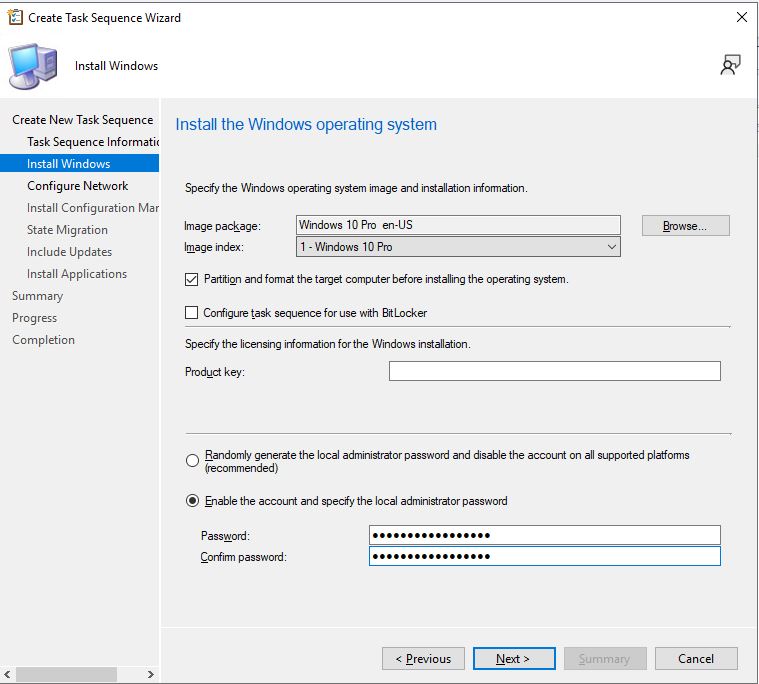 Create Task Sequence Wizard
Install Windows
Create New Task Sequence
Task Sequence Informatio
Install Windows
Configure Network
Install Configuration Mar
State Migration
Include Updates
Install Applications
Summary
Progress
Completion
Install the Windows operating system
Specify the Windows operating system image and installation information.
Image package: Windows 10 Pro en-US Browse...
Image index: 1 - Windows 10 Pro
Partition and format the target computer before installing the operating system.
Configure task sequence for use with BitLocker
Specify the licensing information for the Windows installation.
Product key:
Randomly generate the local administrator password and disable the account on all supported platforms
(recommended)
Enable the account and specify the local administrator password
Password: •••••••••••••••••
Confirm password: •••••••••••••••••
< Previous Next > Summary Cancel